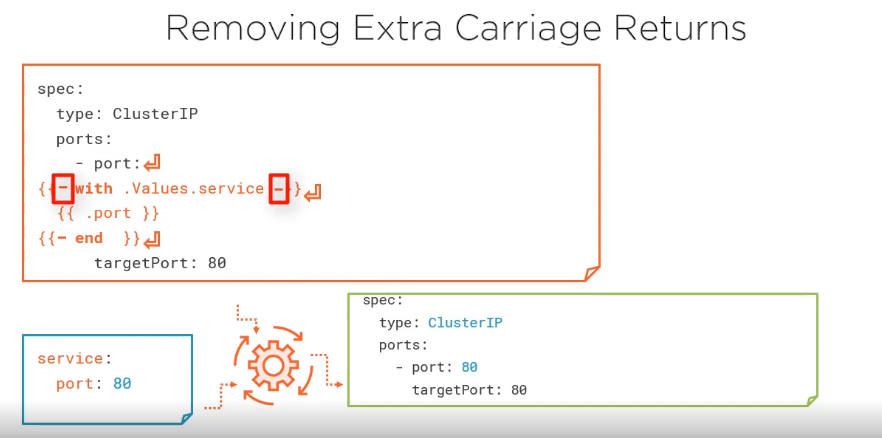 Removing Extra Carriage Returns
spec:
  type: ClusterIP
  ports:
    - port:
{{- with .Values.service -}}
  {{ .port }}
{{- end  }}
      targetPort: 80
service:
  port: 80
spec:
  type: ClusterIP
  ports:
    - port: 80
      targetPort: 80